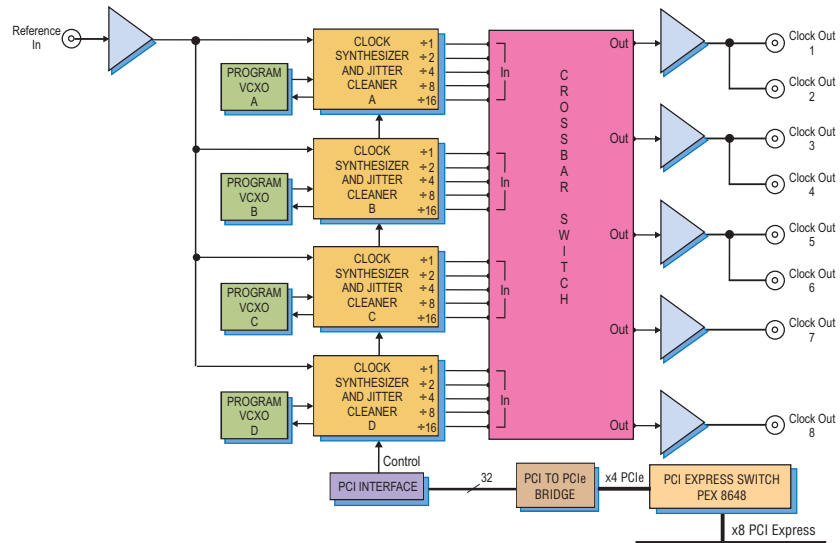 Reference
In
PROGRAM
VCXO
A
CLOCK
SYNTHESIZER
AND JITTER
CLEANER
A
÷1
÷2
÷4
÷8
÷16
In
PROGRAM
VCXO
B
CLOCK
SYNTHESIZER
AND JITTER
CLEANER
B
÷1
÷2
÷4
÷8
÷16
In
PROGRAM
VCXO
C
CLOCK
SYNTHESIZER
AND JITTER
CLEANER
C
÷1
÷2
÷4
÷8
÷16
In
PROGRAM
VCXO
D
CLOCK
SYNTHESIZER
AND JITTER
CLEANER
D
÷1
÷2
÷4
÷8
÷16
In
CROSSBAR SWITCH
Out
Out
Out
Out
Out
Clock Out
1
Clock Out
2
Clock Out
3
Clock Out
4
Clock Out
5
Clock Out
6
Clock Out
7
Clock Out
8
Control
PCI INTERFACE
32
PCI TO PCIe
BRIDGE
x4 PCIe
PCI EXPRESS SWITCH
PEX 8648
x8 PCI Express